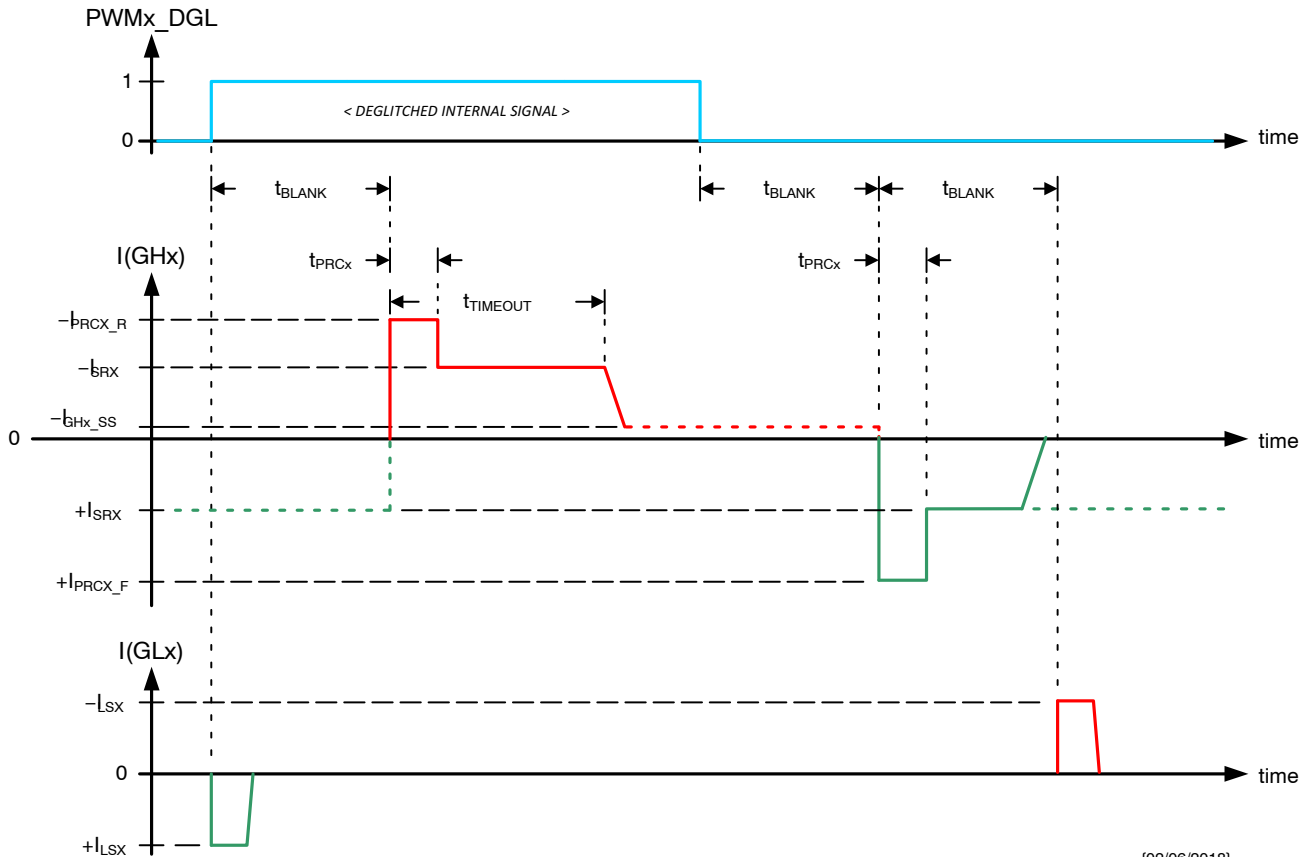 PWMx_DGL
1
< DEGLITCHED INTERNAL SIGNAL >
0
time
tBLANK
tBLANK
tBLANK
I(GHx)
tPRCx
tPRCx
tTIMEOUT
−IPRCX_R
−ISRX
−IGHx_SS
0
time
+ISRX
+IPRCX_F
I(GLx)
−ILSX
0
time
+ILSX